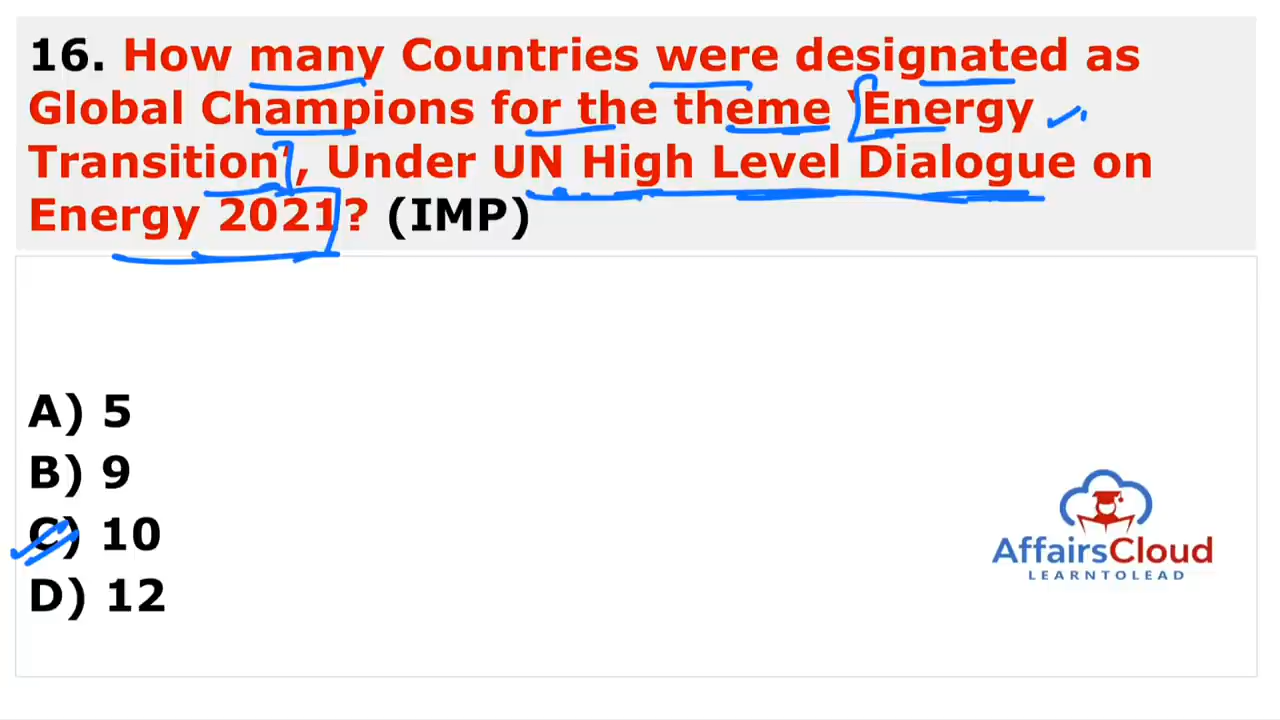 16. How many Countries were designated as
Global Champions for the theme 'Energy
Transition', Under UN High Level Dialogue on
Energy 2021? (IMP)
A) 5
B) 9
C) 10
D) 12
AffairsCloud
LEARNTOLEAD